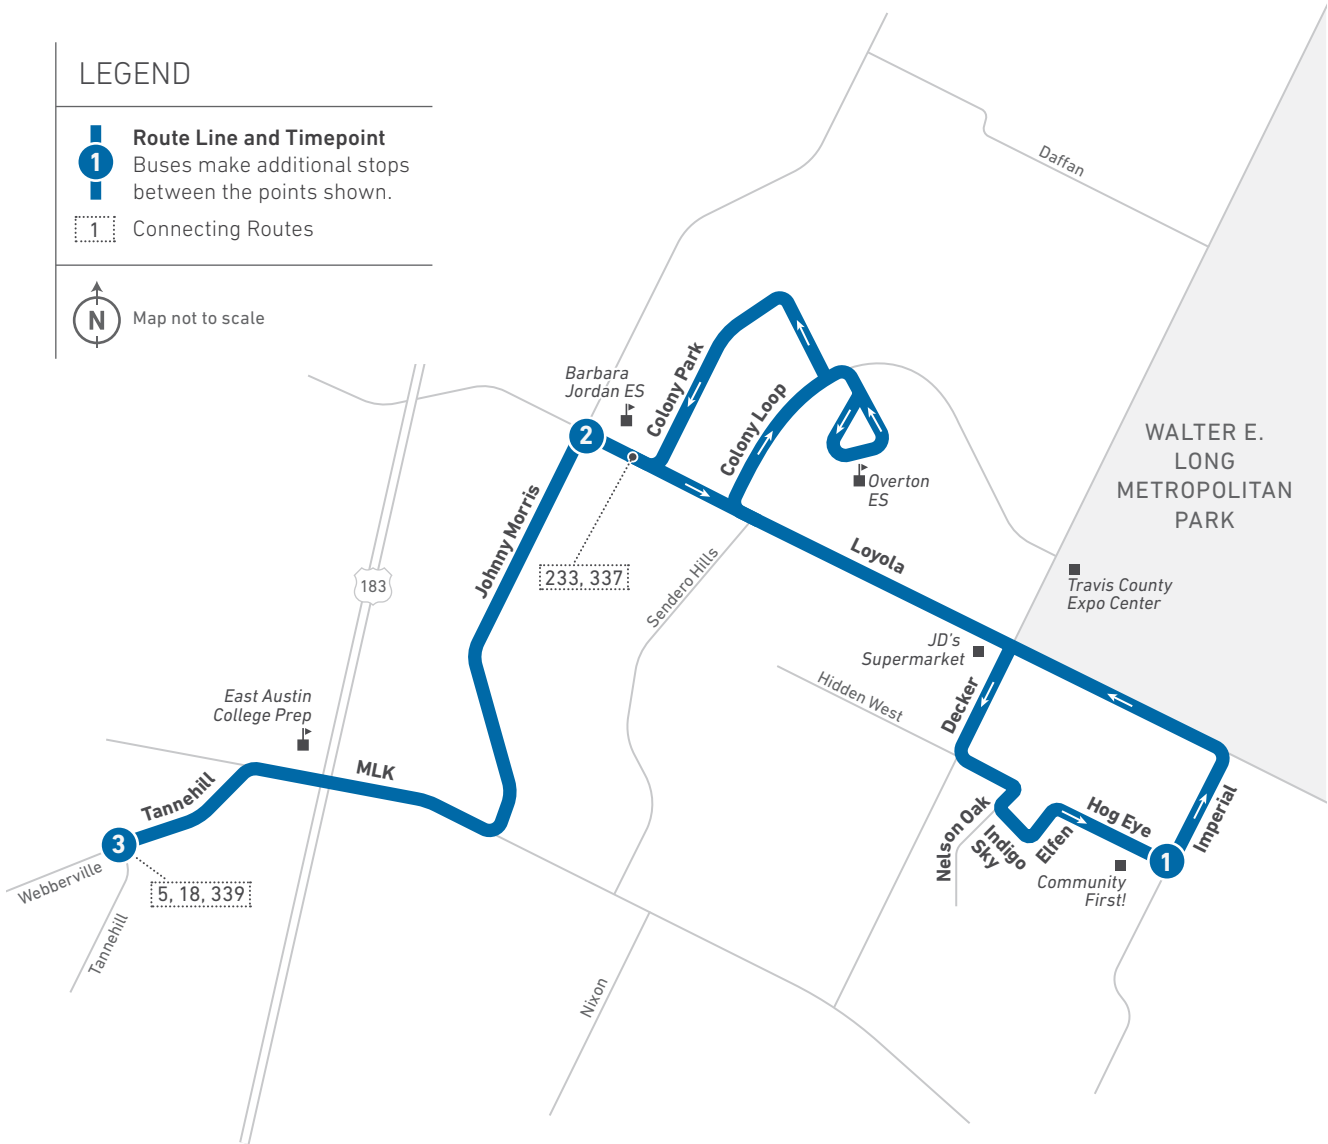 LEGEND
1
Route Line and Timepoint
Buses make additional stops
between the points shown.
1
Connecting Routes
N
Map not to scale
Daffan
Barbara
Jordan ES
Colony Park
Colony Loop
2
Overton
ES
WALTER E.
LONG
METROPOLITAN
PARK
Johnny Morris
233, 337
183
Sendero Hills
Loyola
Travis County
Expo Center
JD's
Supermarket
Hidden West
Decker
East Austin
College Prep
MLK
Tannehill
3
Webberville
5, 18, 339
Tannehill
Nelson Oak
Indigo
Sky
Elfen
Hog Eye
Imperial
1
Community
First!
Nixon